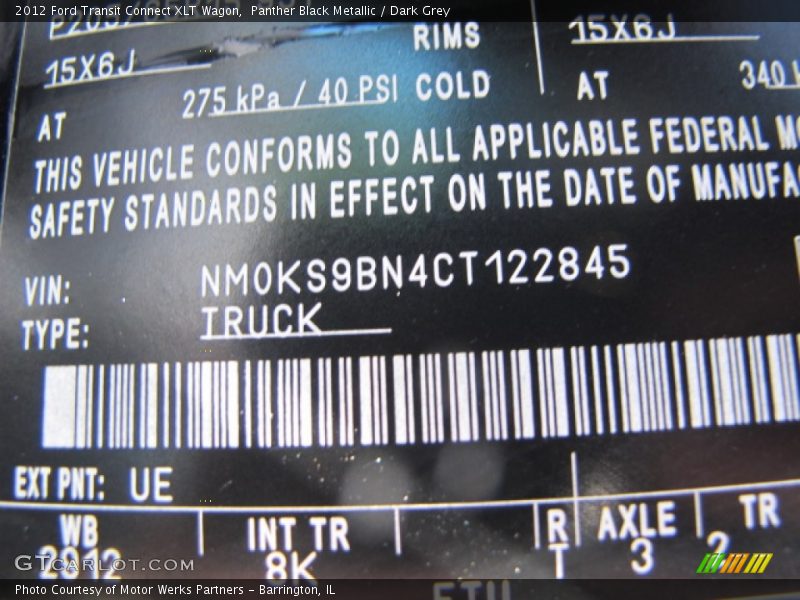 2012 Ford Transit Connect XLT Wagon, Panther Black Metallic / Dark Grey
RIMS 15X6J
15X6J
AT 275 kPa / 40 PSI COLD AT 340
THIS VEHICLE CONFORMS TO ALL APPLICABLE FEDERAL
SAFETY STANDARDS IN EFFECT ON THE DATE OF
VIN: NM0KS9BN4CT122845
TYPE: TRUCK
EXT PNT: UE
WB INT TR R AXLE TR
2912 8K T 3 2
GTCARLOT.COM
Photo Courtesy of Motor Werks Partners - Barrington, IL